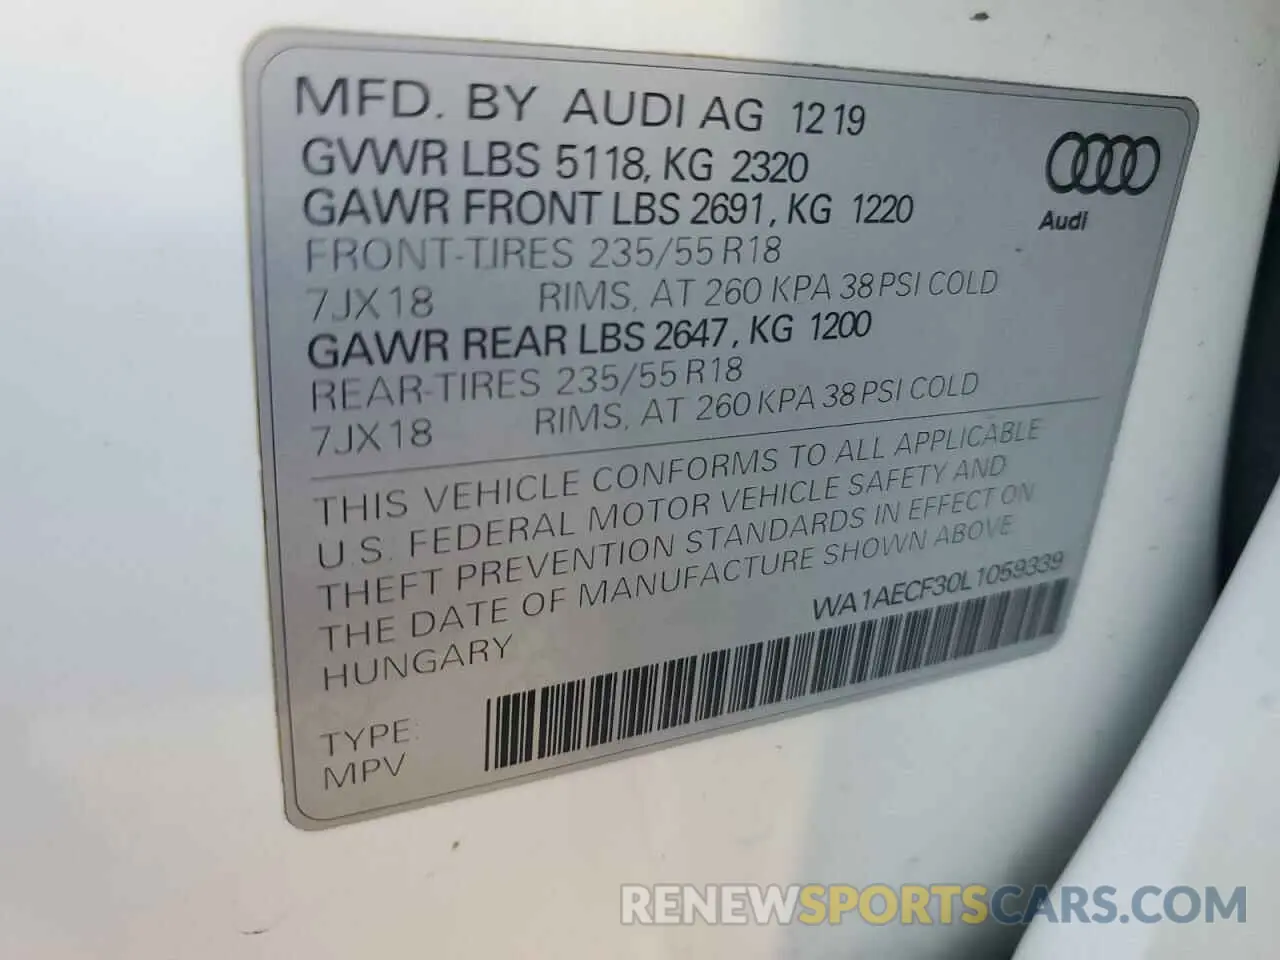 MFD. BY AUDI AG 12 19
GVWR LBS 5118, KG 2320
GAWR FRONT LBS 2691, KG 1220
FRONT-TIRES 235/55 R18
7JX18 RIMS, AT 260 KPA 38 PSI COLD
GAWR REAR LBS 2647, KG 1200
REAR-TIRES 235/55 R18
7JX18 RIMS, AT 260 KPA 38 PSI COLD
Audi
THIS VEHICLE CONFORMS TO ALL APPLICABLE
U.S. FEDERAL MOTOR VEHICLE SAFETY AND
THEFT PREVENTION STANDARDS IN EFFECT ON
THE DATE OF MANUFACTURE SHOWN ABOVE
HUNGARY
WA1AECF30L1059339
TYPE:
MPV
RENEWSPORTSCARS.COM